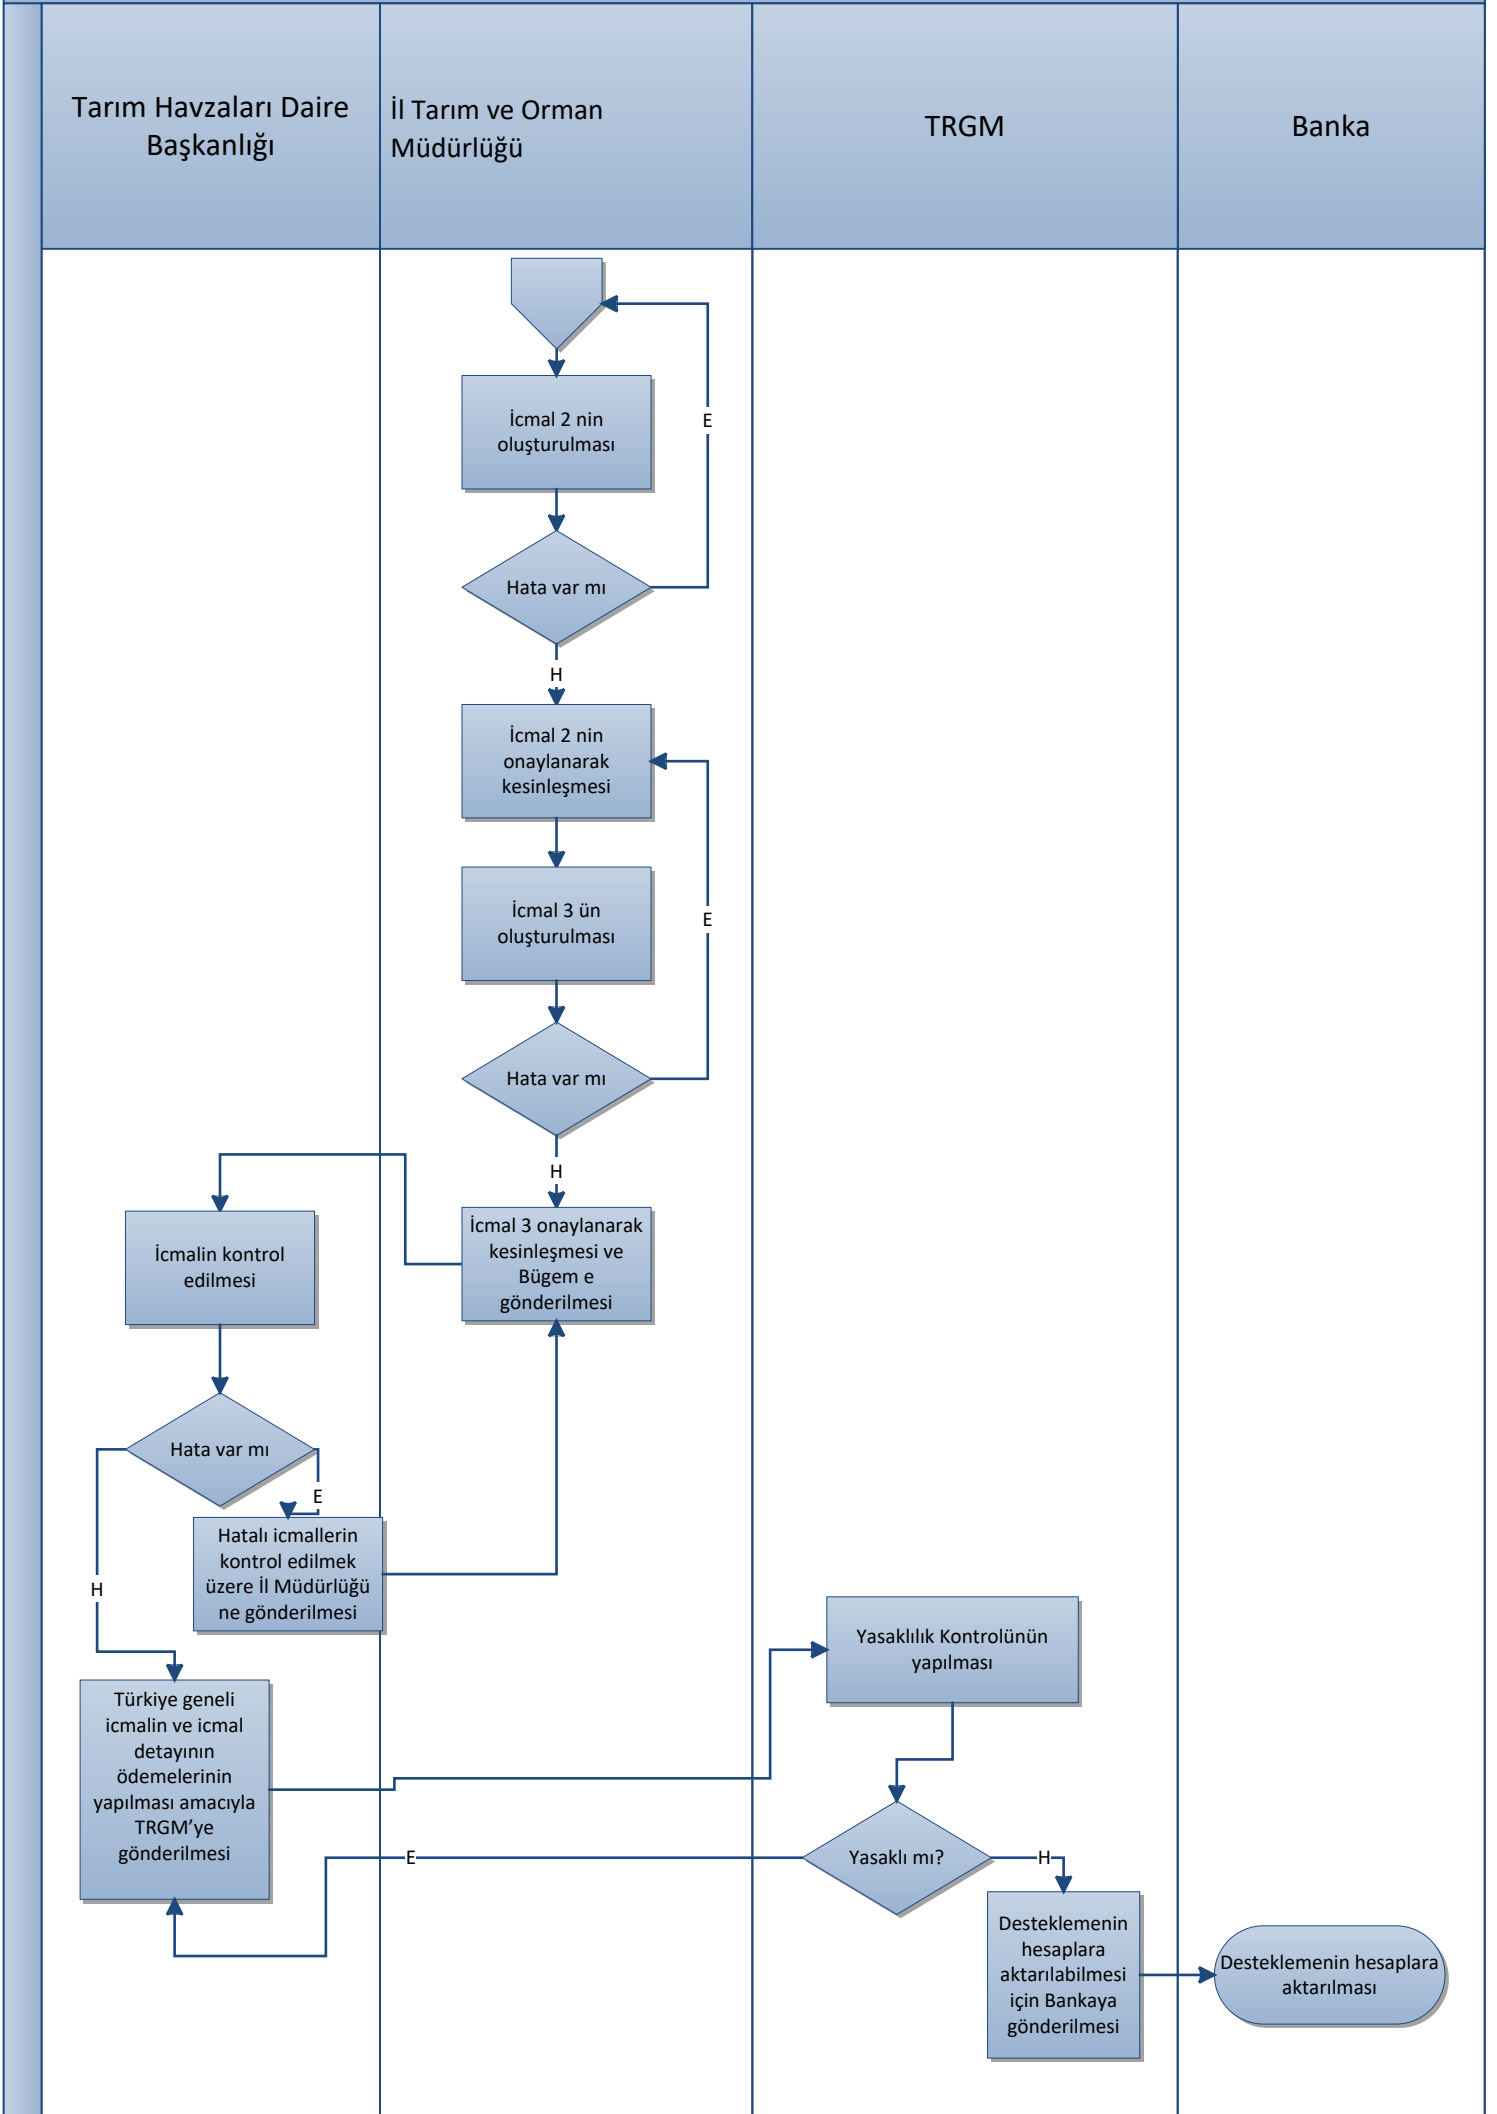 Tarım Havzaları Daire
Başkanlığı
İl Tarım ve Orman
Müdürlüğü
TRGM
Banka
İcmal 2 nin
oluşturulması
E
Hata var mı
H
İcmal 2 nin
onaylanarak
kesinleşmesi
İcmal 3 ün
oluşturulması
E
Hata var mı
H
İcmal 3 onaylanarak
kesinleşmesi ve
Bügem e
gönderilmesi
İcmalin kontrol
edilmesi
Hata var mı
E
Hatalı icmallerin
kontrol edilmek
üzere İl Müdürlüğü
ne gönderilmesi
H
Türkiye geneli
icmalin ve icmal
detayının
ödemelerinin
yapılması amacıyla
TRGM’ye
gönderilmesi
Yasaklılık Kontrolünün
yapılması
E
Yasaklı mı?
H
Desteklemenin
hesaplara
aktarılabilmesi
için Bankaya
gönderilmesi
Desteklemenin hesaplara
aktarılması